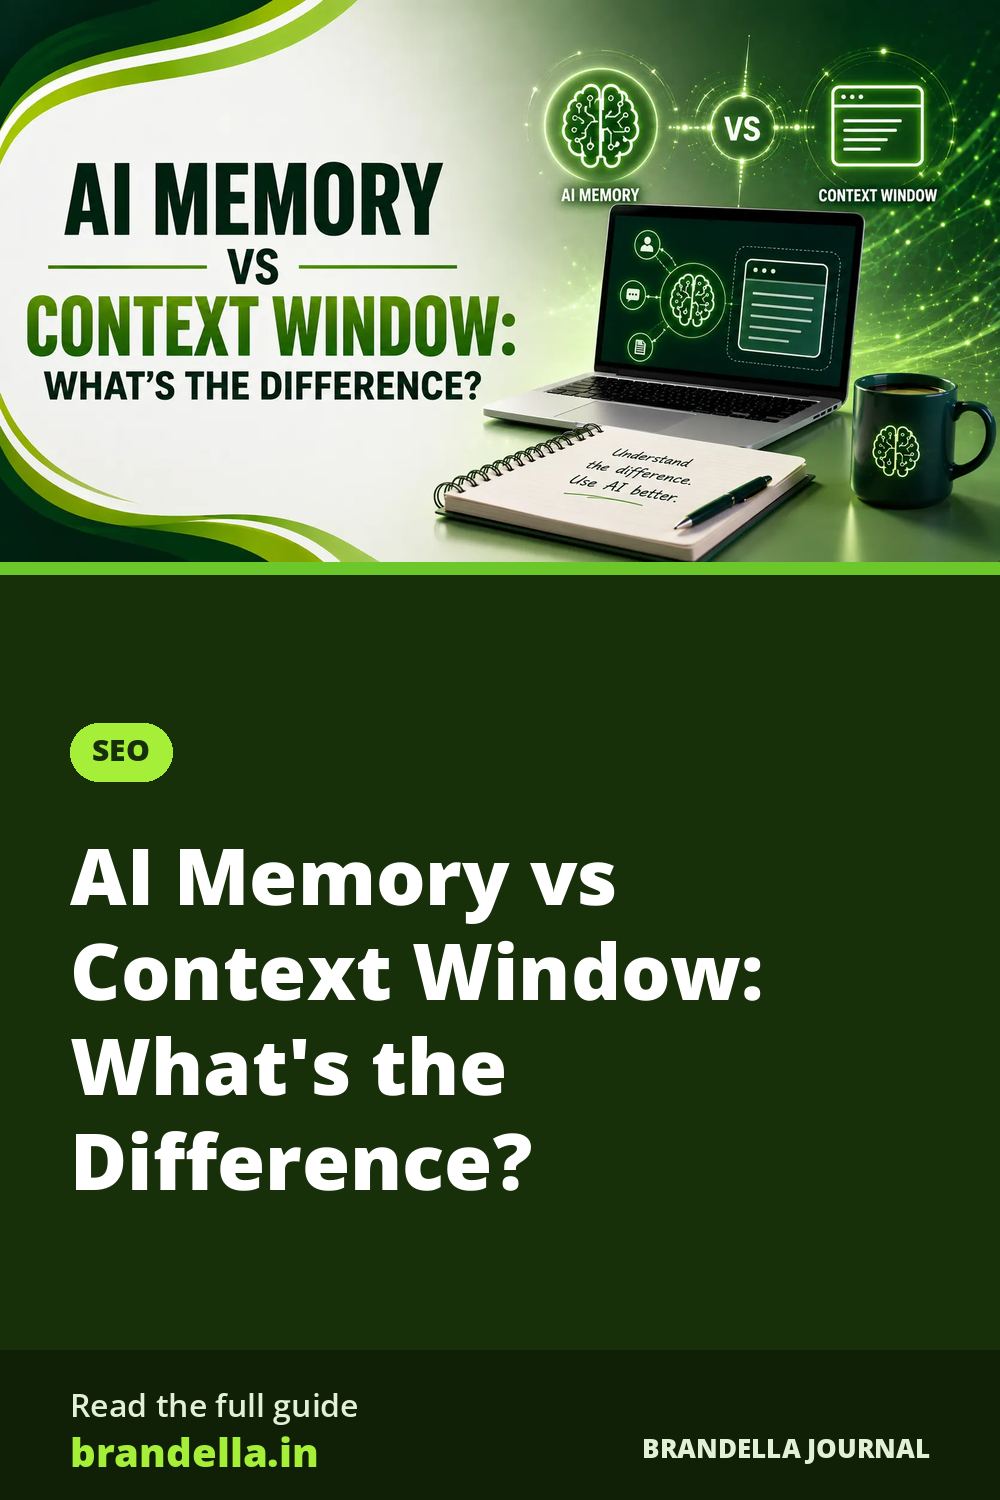 AI MEMORY
VS
CONTEXT WINDOW:
WHAT'S THE DIFFERENCE?
VS
AI MEMORY
CONTEXT WINDOW
Understand
the difference.
Use AI better.
SEO
AI Memory vs
Context Window:
What's the
Difference?
Read the full guide
brandella.in
BRANDELLA JOURNAL